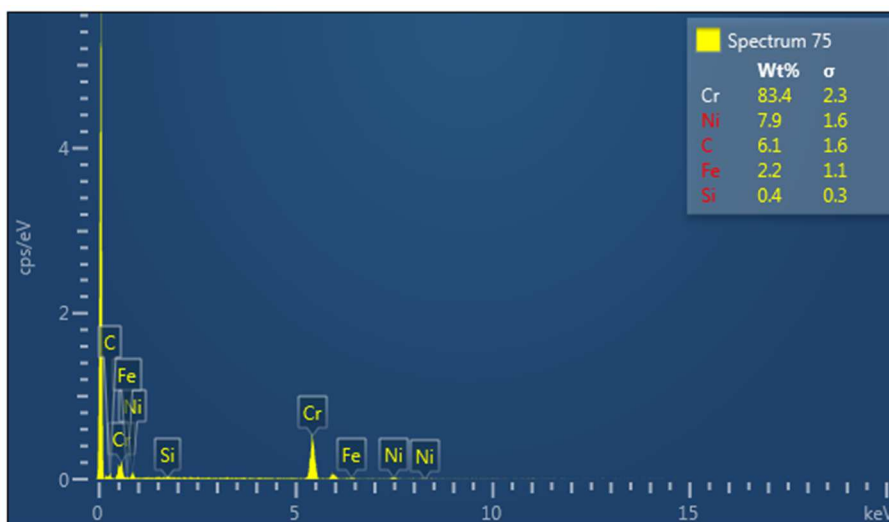 Spectrum 75
Wt% σ
Cr 83.4 2.3
Ni 7.9 1.6
C 6.1 1.6
Fe 2.2 1.1
Si 0.4 0.3
4
cps/eV
2
C
Fe
Ni
Cr
Cr
Si
Fe
Ni
Ni
0
0 5 10 15 keV